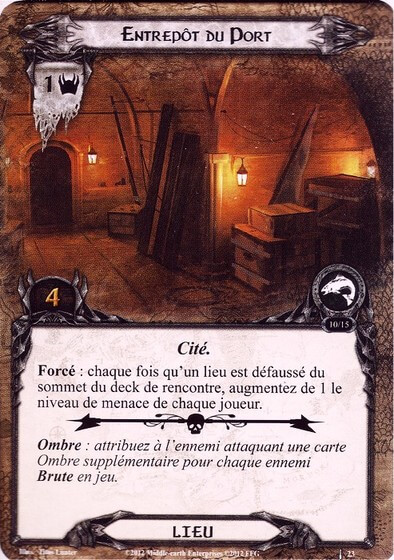 Entrepôt du Port
1
4
10/15
Cité.
Forcé : chaque fois qu'un lieu est défaussé du
sommet du deck de rencontre, augmentez de 1 le
niveau de menace de chaque joueur.
Ombre : attribuez à l'ennemi attaquant une carte
Ombre supplémentaire pour chaque ennemi
Brute en jeu.
LIEU
©2012 Middle-earth Enterprises ©2012 FFG
23